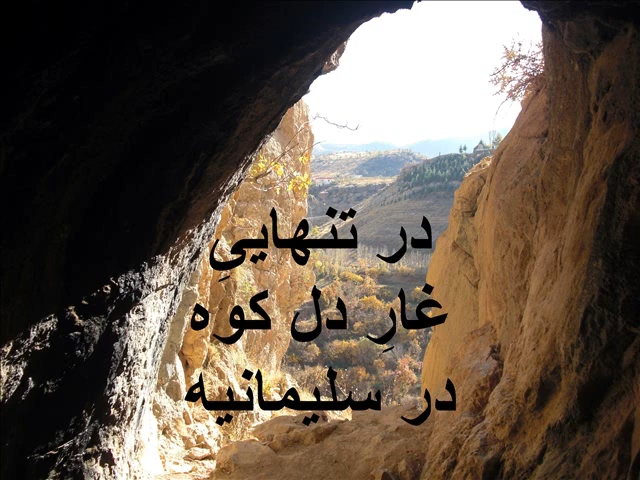 در تنهاییِ
غارِ دل کوه
در سلیمانیه